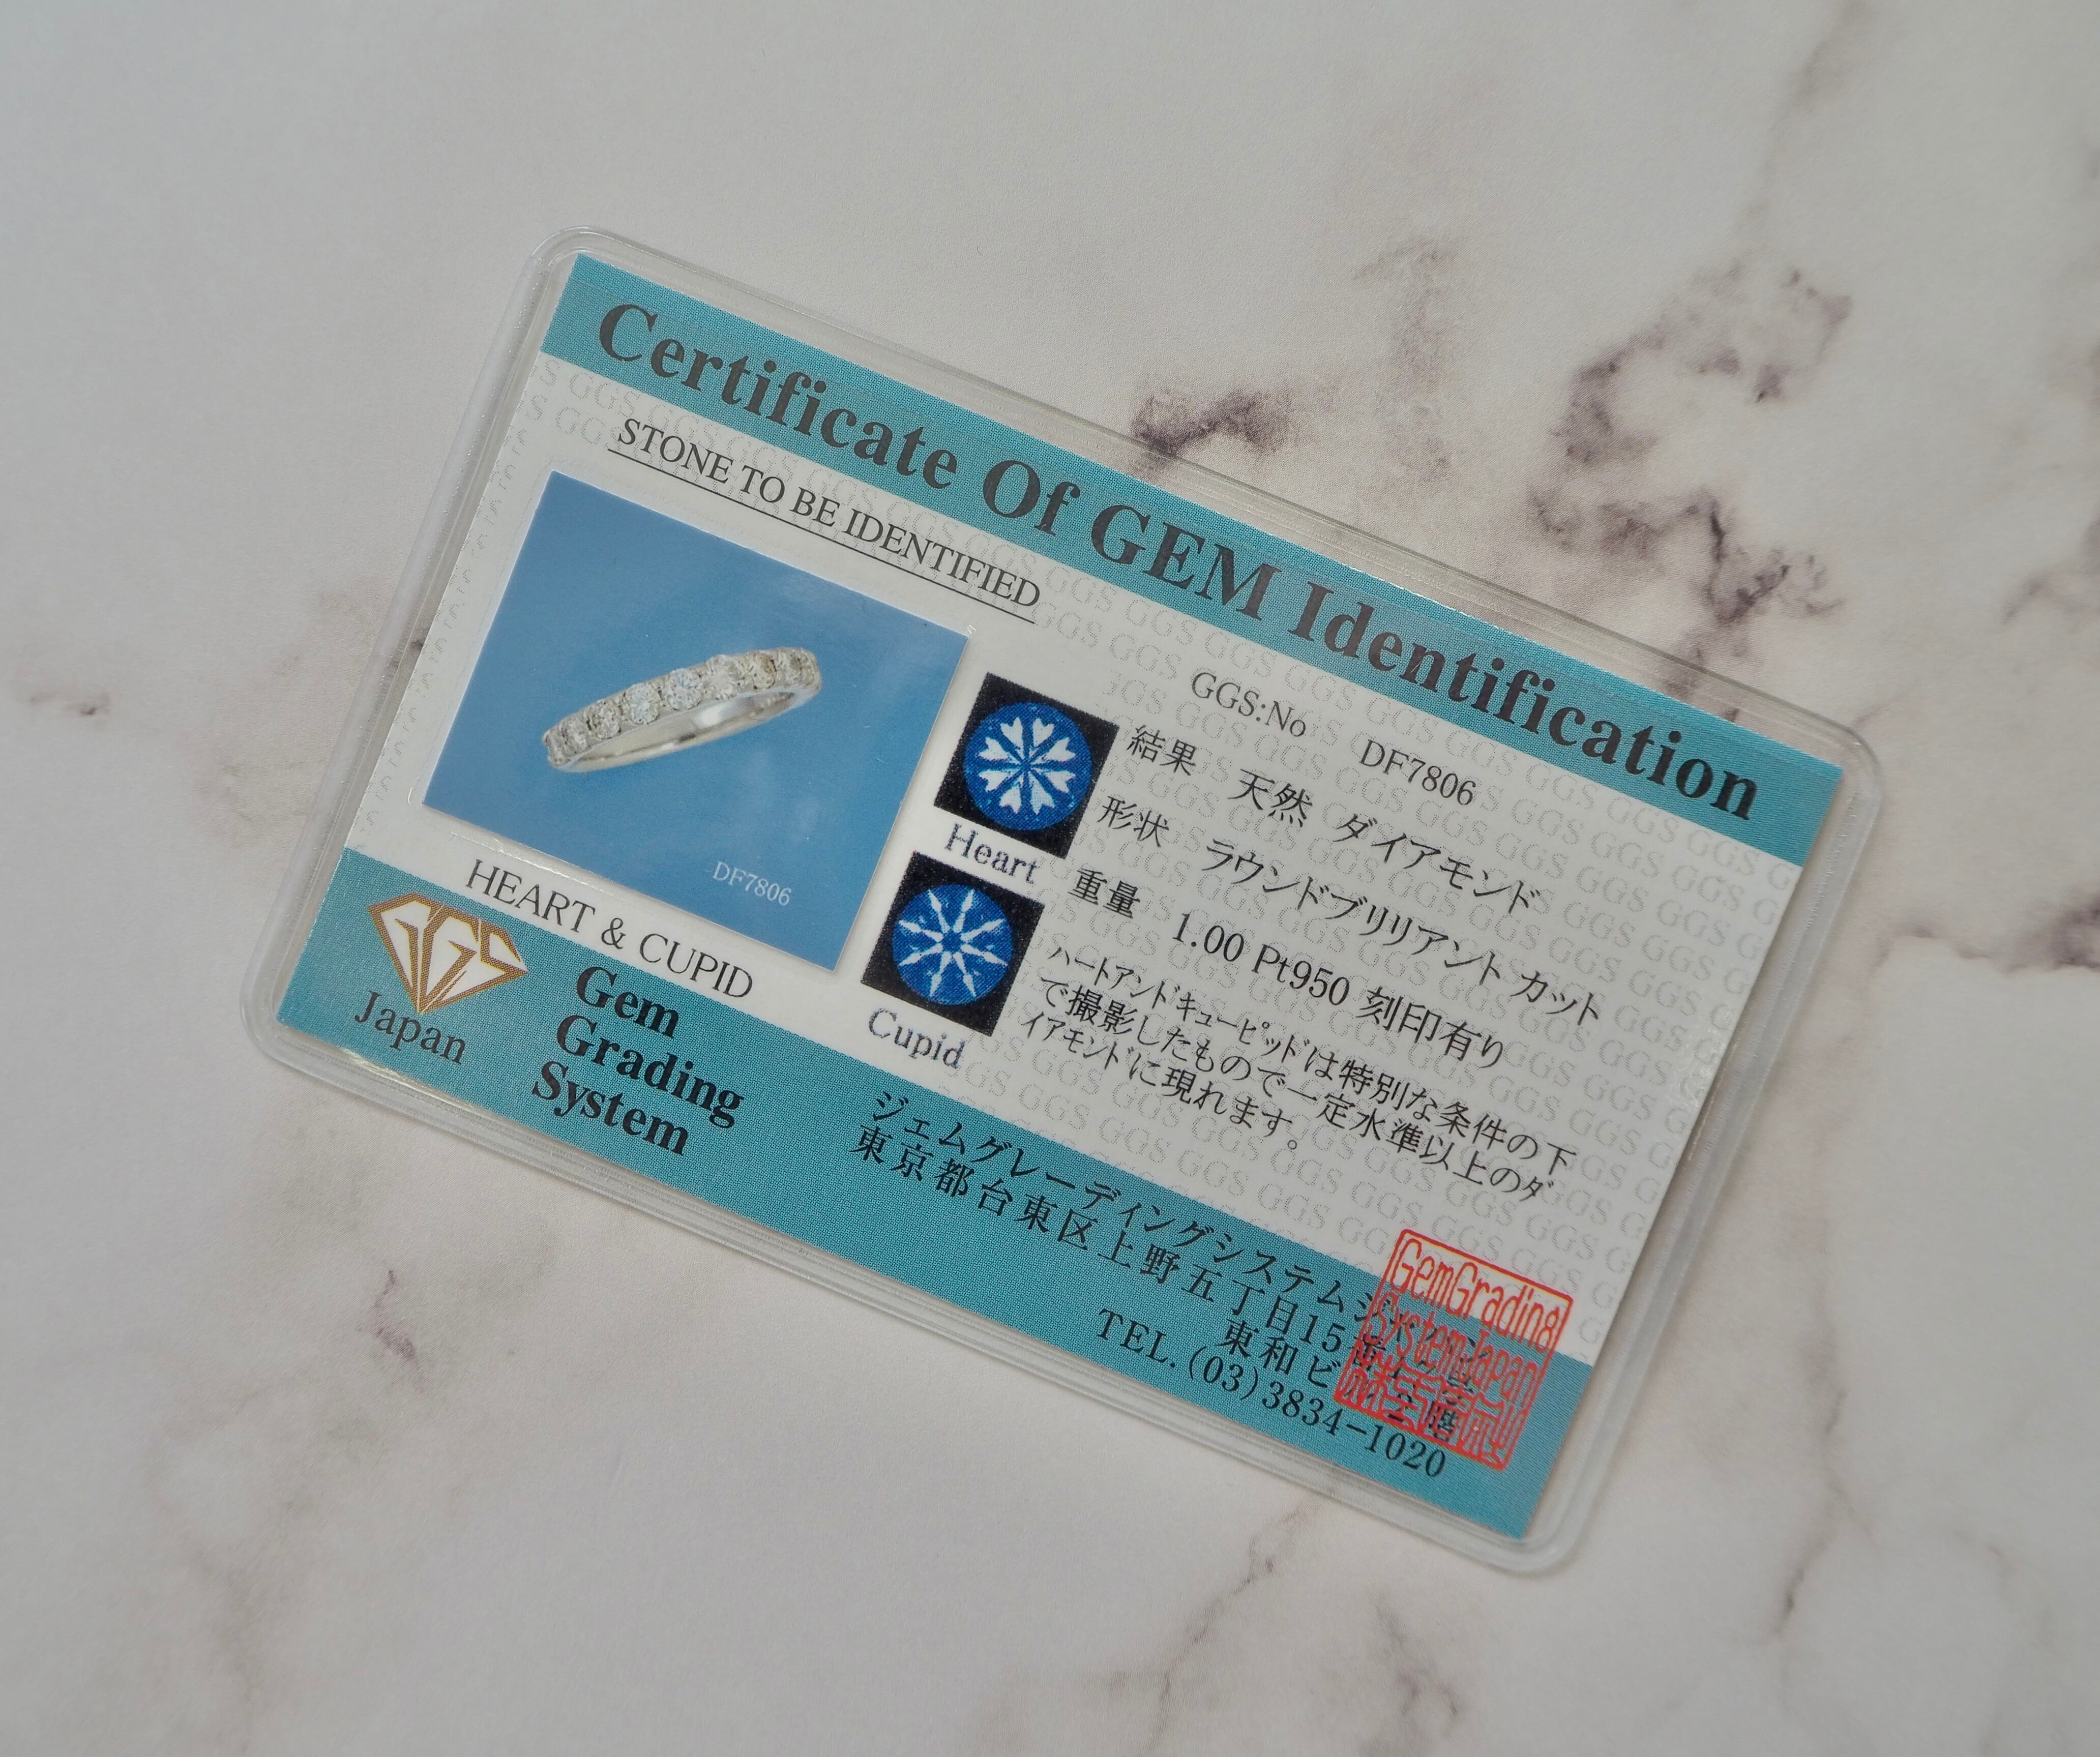 Certificate Of GEM Identification
STONE TO BE IDENTIFIED
DF7806
HEART & CUPID
Heart
Cupid
GGS:No DF7806
結果 天然 ダイアモンド
形状 ラウンドブリリアント カット
重量 1.00 Pt950 刻印有り
ハートアンドキューピッドは特別な条件の下
で撮影したもので一定水準以上のダ
イアモンドに現れます。
GGS
Japan
Gem
Grading
System
ジェムグレーディングシステム
東京都台東区上野五丁目15
東和ビ
TEL.(03)3834-1020
GemGrading
SystemJapan